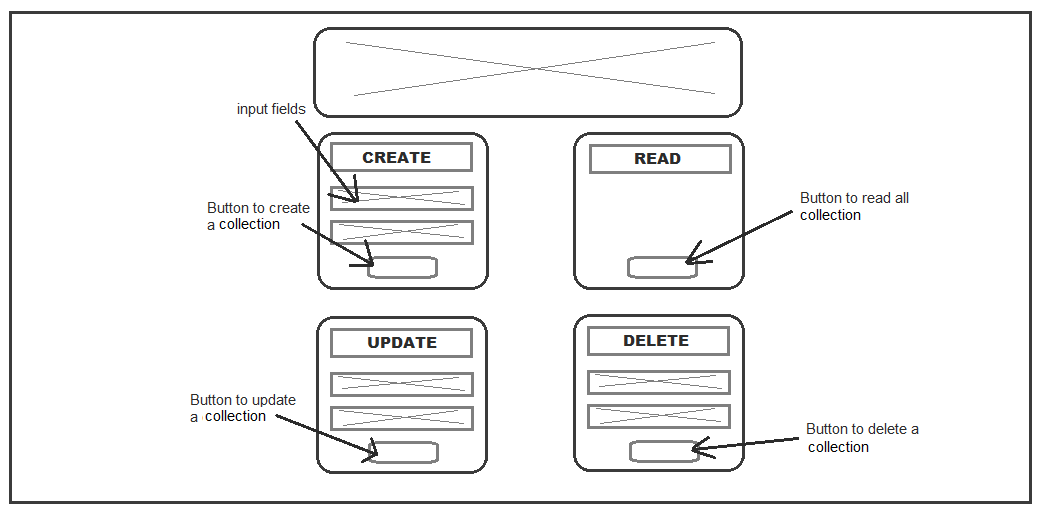 input fields
CREATE
READ
Button to create
a collection
Button to read all
collection
UPDATE
DELETE
Button to update
a collection
Button to delete a
collection